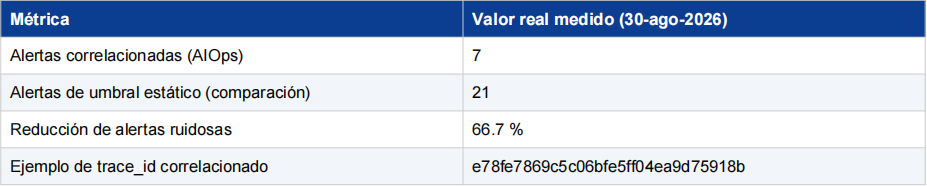 Métrica Valor real medido (30-ago-2026)
Alertas correlacionadas (AIOps) 7
Alertas de umbral estático (comparación) 21
Reducción de alertas ruidosas 66.7 %
Ejemplo de trace_id correlacionado e78fe7869c5c06bfe5ff04ea9d75918b